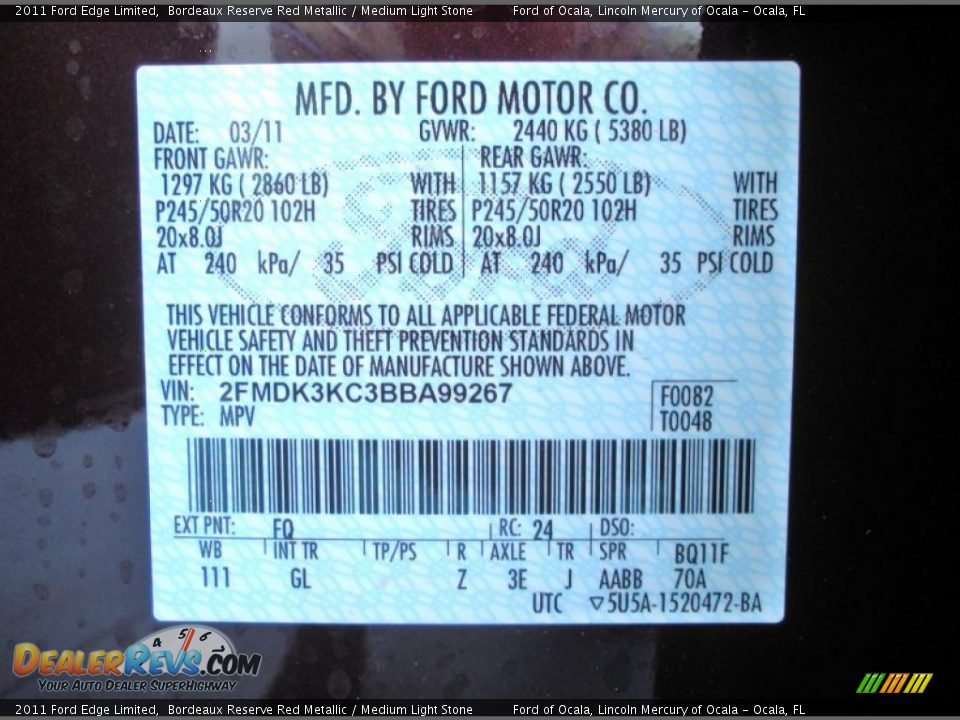 2011 Ford Edge Limited, Bordeaux Reserve Red Metallic / Medium Light Stone Ford of Ocala, Lincoln Mercury of Ocala - Ocala, FL
MFD. BY FORD MOTOR CO.
DATE: 03/11 GVWR: 2440 KG ( 5380 LB)
FRONT GAWR: REAR GAWR:
1297 KG ( 2860 LB) WITH 1157 KG ( 2550 LB) WITH
P245/50R20 102H TIRES P245/50R20 102H TIRES
20x8.0J RIMS 20x8.0J RIMS
AT 240 kPa/ 35 PSI COLD AT 240 kPa/ 35 PSI COLD
THIS VEHICLE CONFORMS TO ALL APPLICABLE FEDERAL MOTOR
VEHICLE SAFETY AND THEFT PREVENTION STANDARDS IN
EFFECT ON THE DATE OF MANUFACTURE SHOWN ABOVE.
VIN: 2FMDK3KC3BBA99267 F0082
TYPE: MPV T0048
EXT PNT: FQ RC: 24 DSO:
WB INT TR TP/PS R AXLE TR SPR BQ11F
111 GL Z 3E J AABB 70A
UTC ▽5U5A-1520472-BA
4 5 6
DEALERREVS.COM
YOUR AUTO DEALER SUPERHIGHWAY
2011 Ford Edge Limited, Bordeaux Reserve Red Metallic / Medium Light Stone Ford of Ocala, Lincoln Mercury of Ocala - Ocala, FL